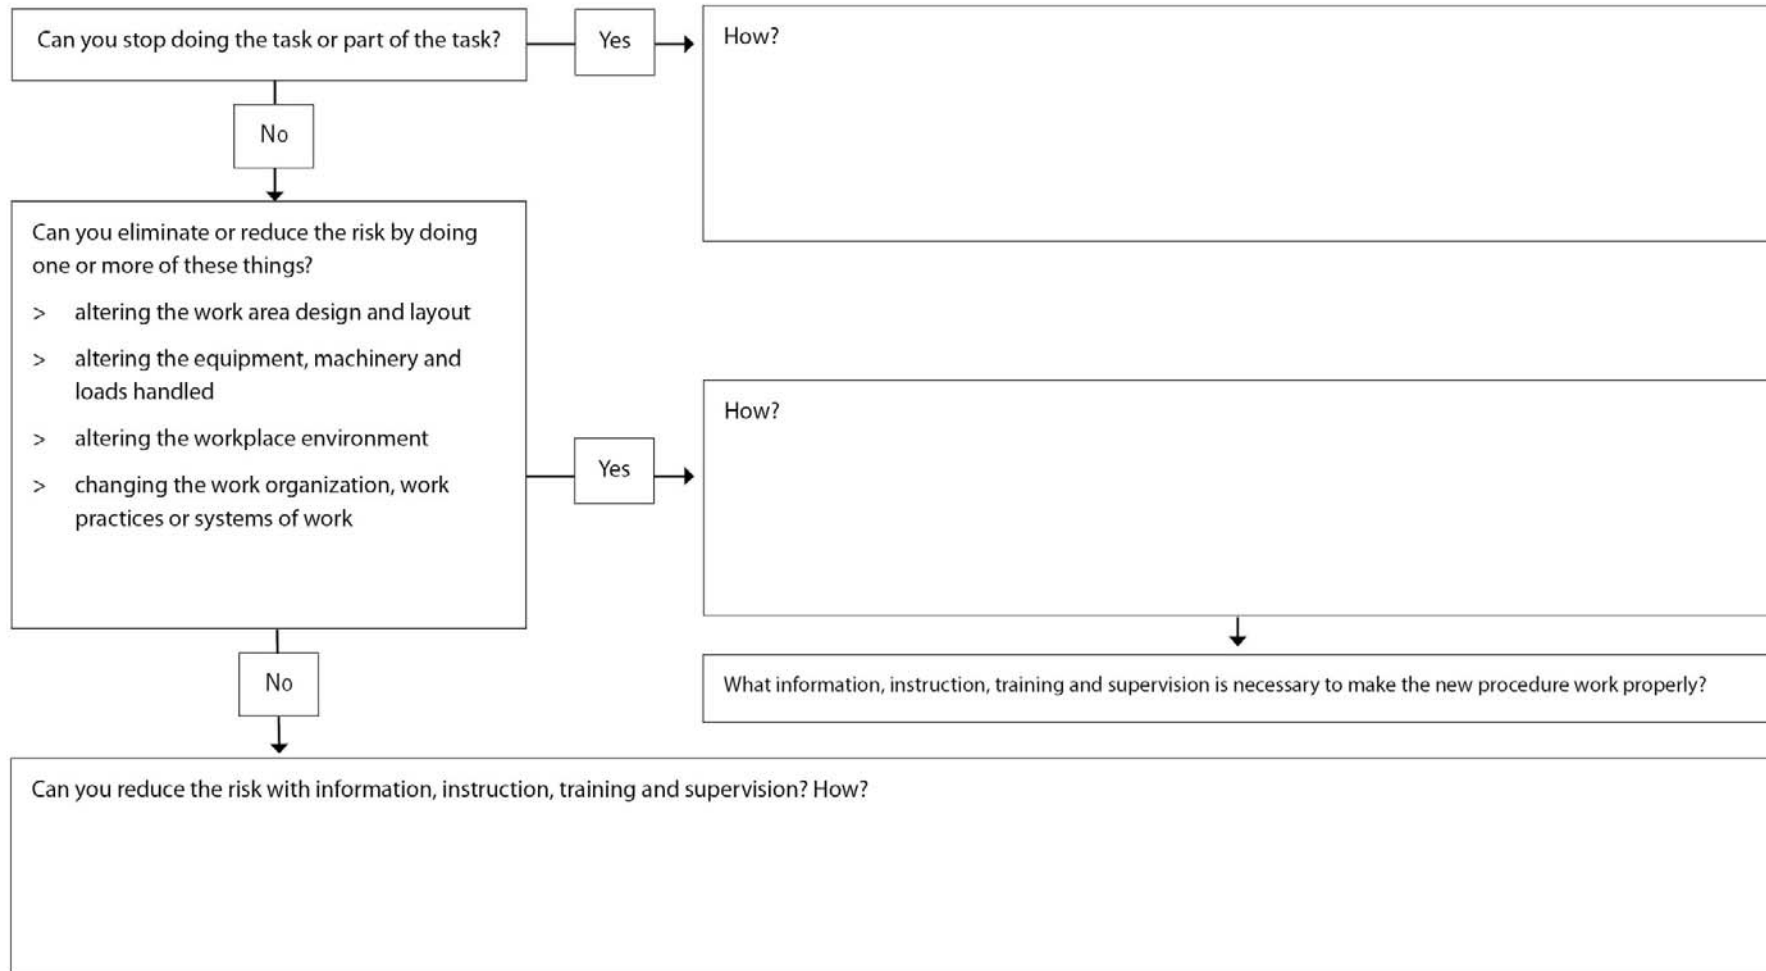 Can you stop doing the task or part of the task?
Yes
How?
No
Can you eliminate or reduce the risk by doing
one or more of these things?
> altering the work area design and layout
> altering the equipment, machinery and
loads handled
> altering the workplace environment
> changing the work organization, work
practices or systems of work
Yes
How?
No
What information, instruction, training and supervision is necessary to make the new procedure work properly?
Can you reduce the risk with information, instruction, training and supervision? How?